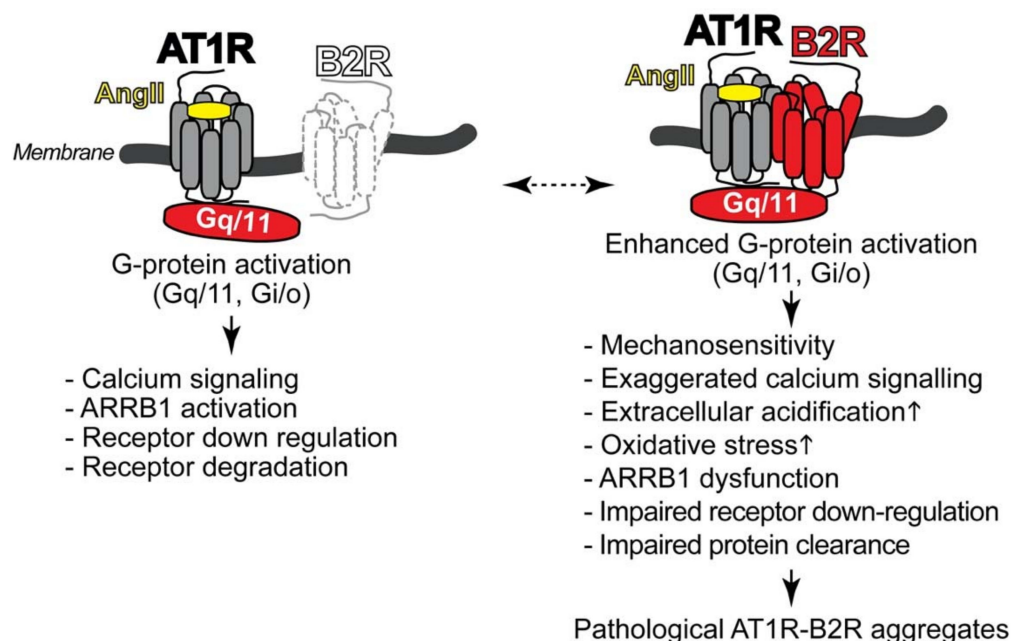 AT1R
B2R
AngII
Membrane
Gq/11
G-protein activation
(Gq/11, Gi/o)
- Calcium signaling
- ARRB1 activation
- Receptor down regulation
- Receptor degradation
AT1R
B2R
AngII
Gq/11
Enhanced G-protein activation
(Gq/11, Gi/o)
- Mechanosensitivity
- Exaggerated calcium signalling
- Extracellular acidification↑
- Oxidative stress↑
- ARRB1 dysfunction
- Impaired receptor down-regulation
- Impaired protein clearance
Pathological AT1R-B2R aggregates